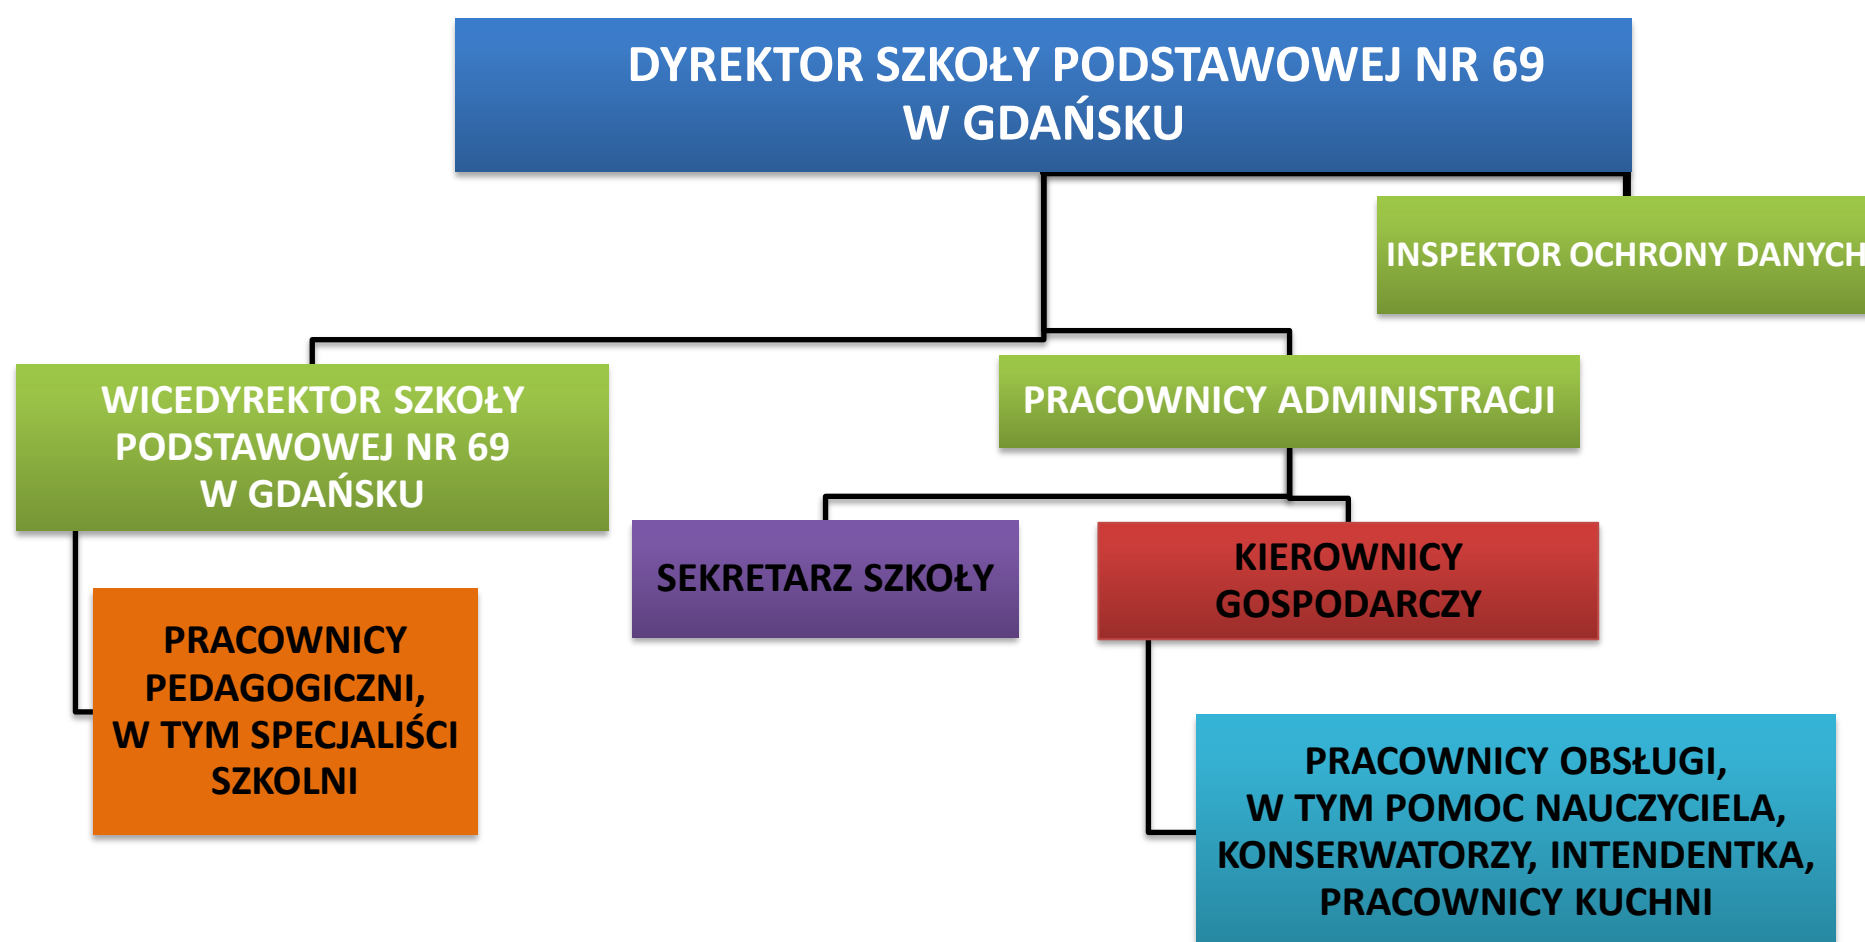 DYREKTOR SZKOŁY PODSTAWOWEJ NR 69
W GDAŃSKU
INSPEKTOR OCHRONY DANYCH
WICEDYREKTOR SZKOŁY
PODSTAWOWEJ NR 69
W GDAŃSKU
PRACOWNICY ADMINISTRACJI
SEKRETARZ SZKOŁY
KIEROWNICY
GOSPODARCZY
PRACOWNICY
PEDAGOGICZNI,
W TYM SPECJALIŚCI
SZKOLNI
PRACOWNICY OBSŁUGI,
W TYM POMOC NAUCZYCIELA,
KONSERWATORZY, INTENDENTKA,
PRACOWNICY KUCHNI